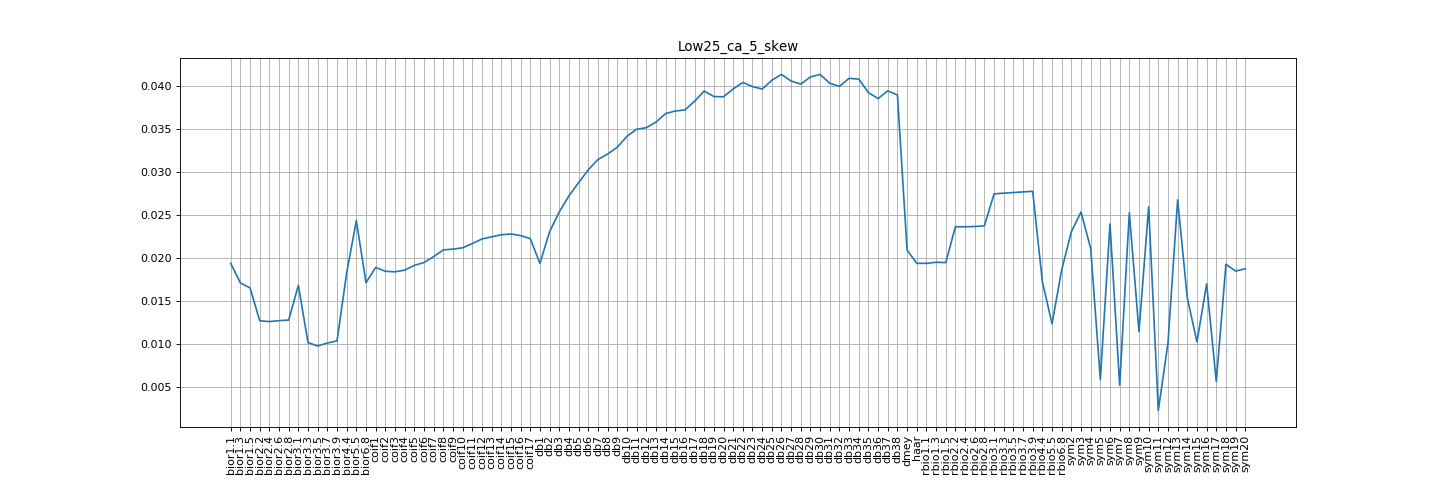 Low25_ca_5_skew
0.040
0.035
0.030
0.025
0.020
0.015
0.010
0.005
bior1.1
bior1.3
bior1.5
bior2.2
bior2.4
bior2.6
bior2.8
bior3.1
bior3.3
bior3.5
bior3.7
bior3.9
bior4.4
bior5.5
bior6.8
coif1
coif2
coif3
coif4
coif5
coif6
coif7
coif8
coif9
coif10
coif11
coif12
coif13
coif14
coif15
coif16
coif17
db1
db2
db3
db4
db5
db6
db7
db8
db9
db10
db11
db12
db13
db14
db15
db16
db17
db18
db19
db20
db21
db22
db23
db24
db25
db26
db27
db28
db29
db30
db31
db32
db33
db34
db35
db36
db37
db38
dmey
haar
rbio1.1
rbio1.3
rbio1.5
rbio2.2
rbio2.4
rbio2.6
rbio2.8
rbio3.1
rbio3.3
rbio3.5
rbio3.7
rbio3.9
rbio4.4
rbio5.5
rbio6.8
sym2
sym3
sym4
sym5
sym6
sym7
sym8
sym9
sym10
sym11
sym12
sym13
sym14
sym15
sym16
sym17
sym18
sym19
sym20